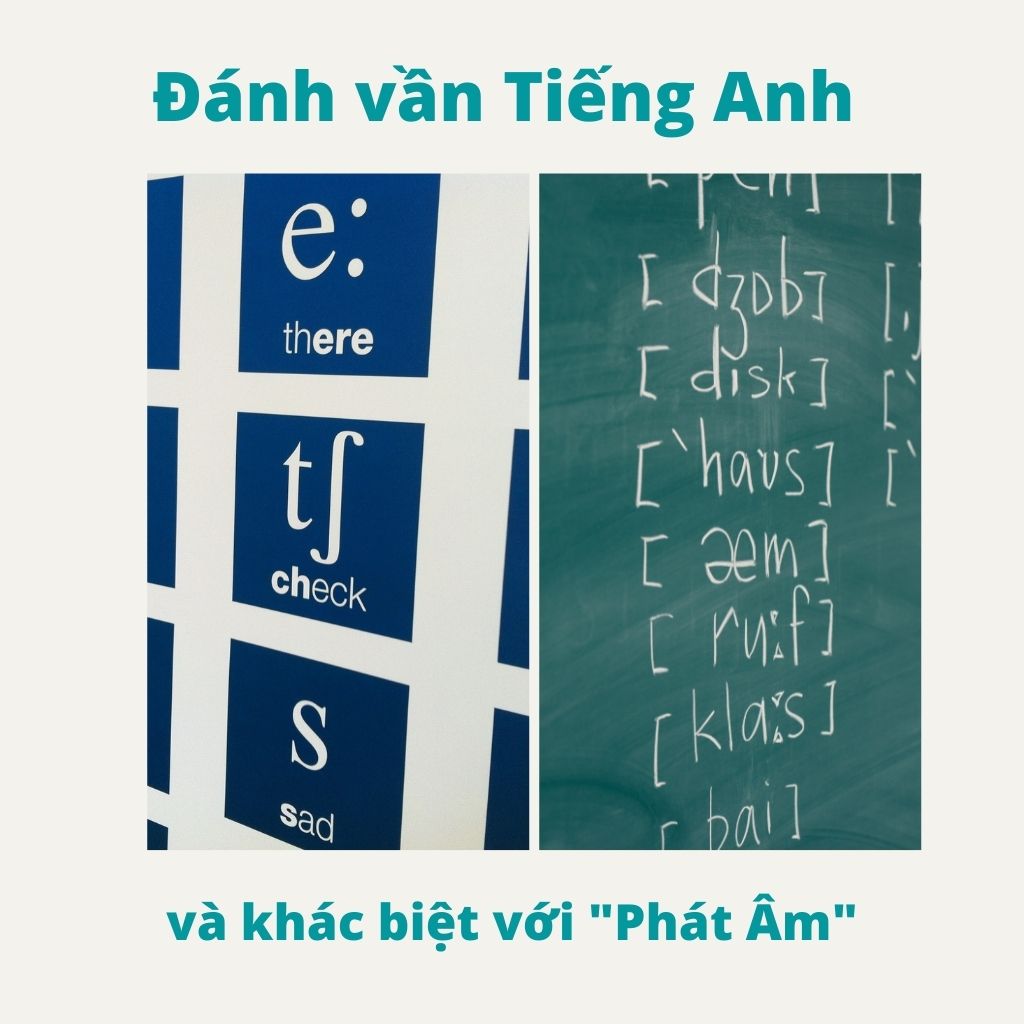 Đánh vần Tiếng Anh
e:
there
tʃ
check
s
sad
[dʒɒb]
[disk]
[`haʊs]
[æm]
[ru:f]
[kla:s]
[bai]
và khác biệt với "Phát Âm"